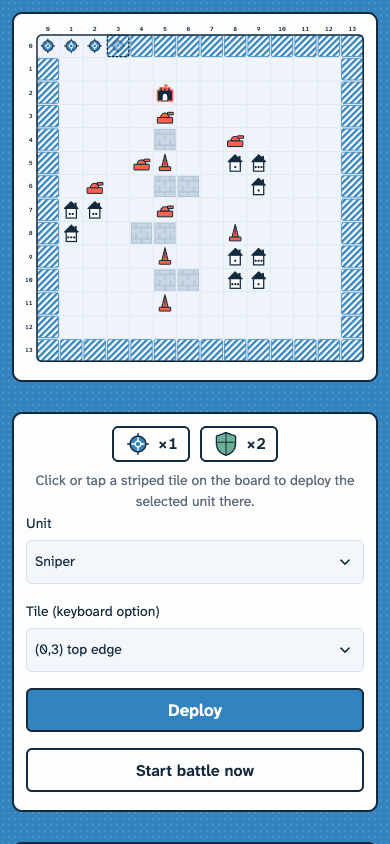 0 1 2 3 4 5 6 7 8 9 10 11 12 13
0
1
2
3
4
5
6
7
8
9
10
11
12
13
×1 ×2
Click or tap a striped tile on the board to deploy the
selected unit there.
Unit
Sniper
Tile (keyboard option)
(0,3) top edge
Deploy
Start battle now